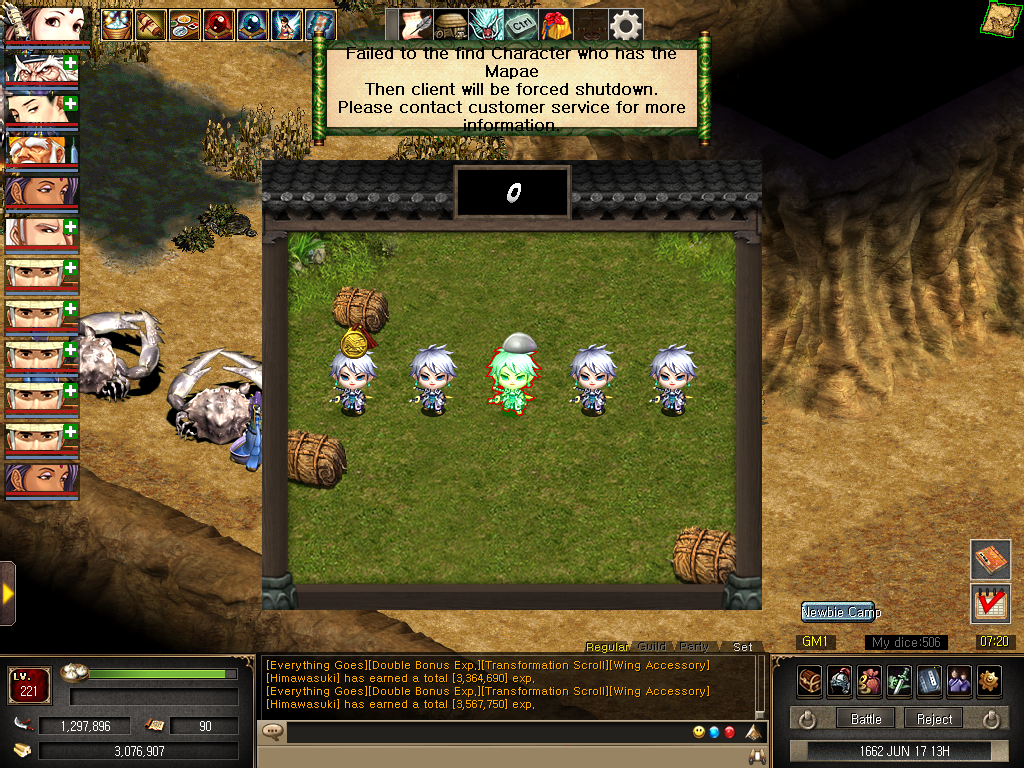 Ctrl
Failed to the find Character who has the
Mapae
Then client will be forced shutdown.
Please contact customer service for more
information.
0
Newbie Camp
GM1
My dice:506
07:20
Regular
Guild
Party
Set
LV.
221
1,297,896
90
3,076,907
[Everything Goes][Double Bonus Exp,][Transformation Scroll][Wing Accessory]
[Himawasuki] has earned a total [3,364,690] exp,
[Everything Goes][Double Bonus Exp,][Transformation Scroll][Wing Accessory]
[Himawasuki] has earned a total [3,567,750] exp,
Battle
Reject
1662 JUN 17 13H